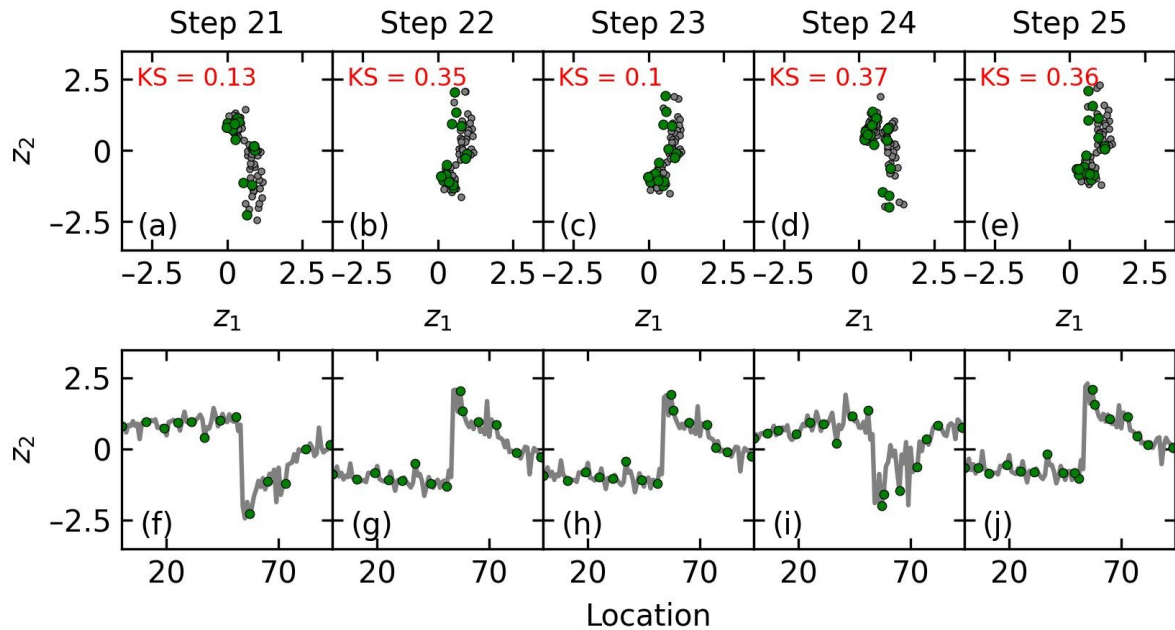 Step 21 Step 22 Step 23 Step 24 Step 25
KS = 0.13 KS = 0.35 KS = 0.1 KS = 0.37 KS = 0.36
2.5
0
−2.5
z₂
(a) (b) (c) (d) (e)
−2.5 0 2.5 −2.5 0 2.5 −2.5 0 2.5 −2.5 0 2.5 −2.5 0 2.5
z₁ z₁ z₁ z₁ z₁
2.5
0
−2.5
z₂
(f) (g) (h) (i) (j)
20 70 20 70 20 70 20 70 20 70
Location